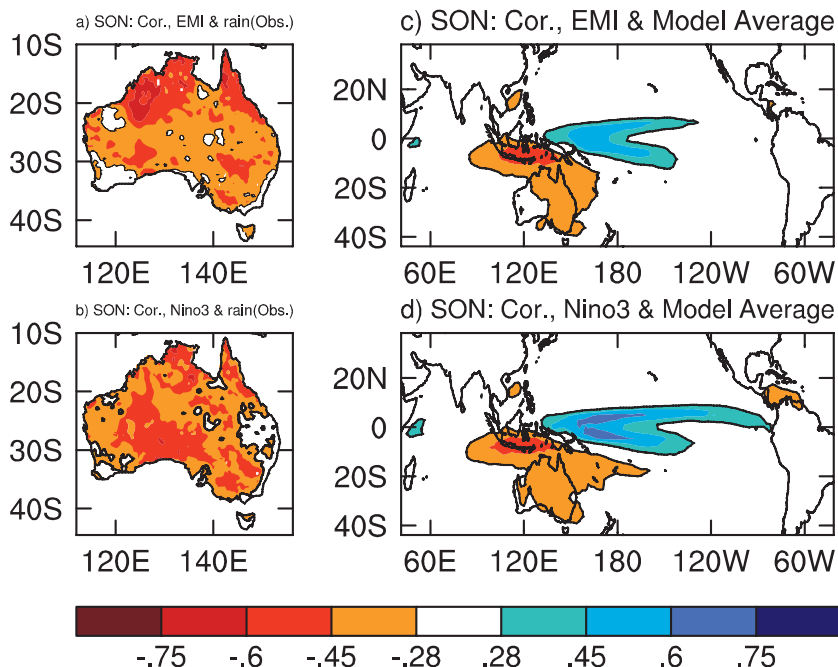 a) SON: Cor., EMI & rain(Obs.)
10S
20S
30S
40S
120E 140E
c) SON: Cor., EMI & Model Average
20N
0
20S
40S
60E 120E 180 120W 60W
b) SON: Cor., Nino3 & rain(Obs.)
10S
20S
30S
40S
120E 140E
d) SON: Cor., Nino3 & Model Average
20N
0
20S
40S
60E 120E 180 120W 60W
-.75 -.6 -.45 -.28 .28 .45 .6 .75